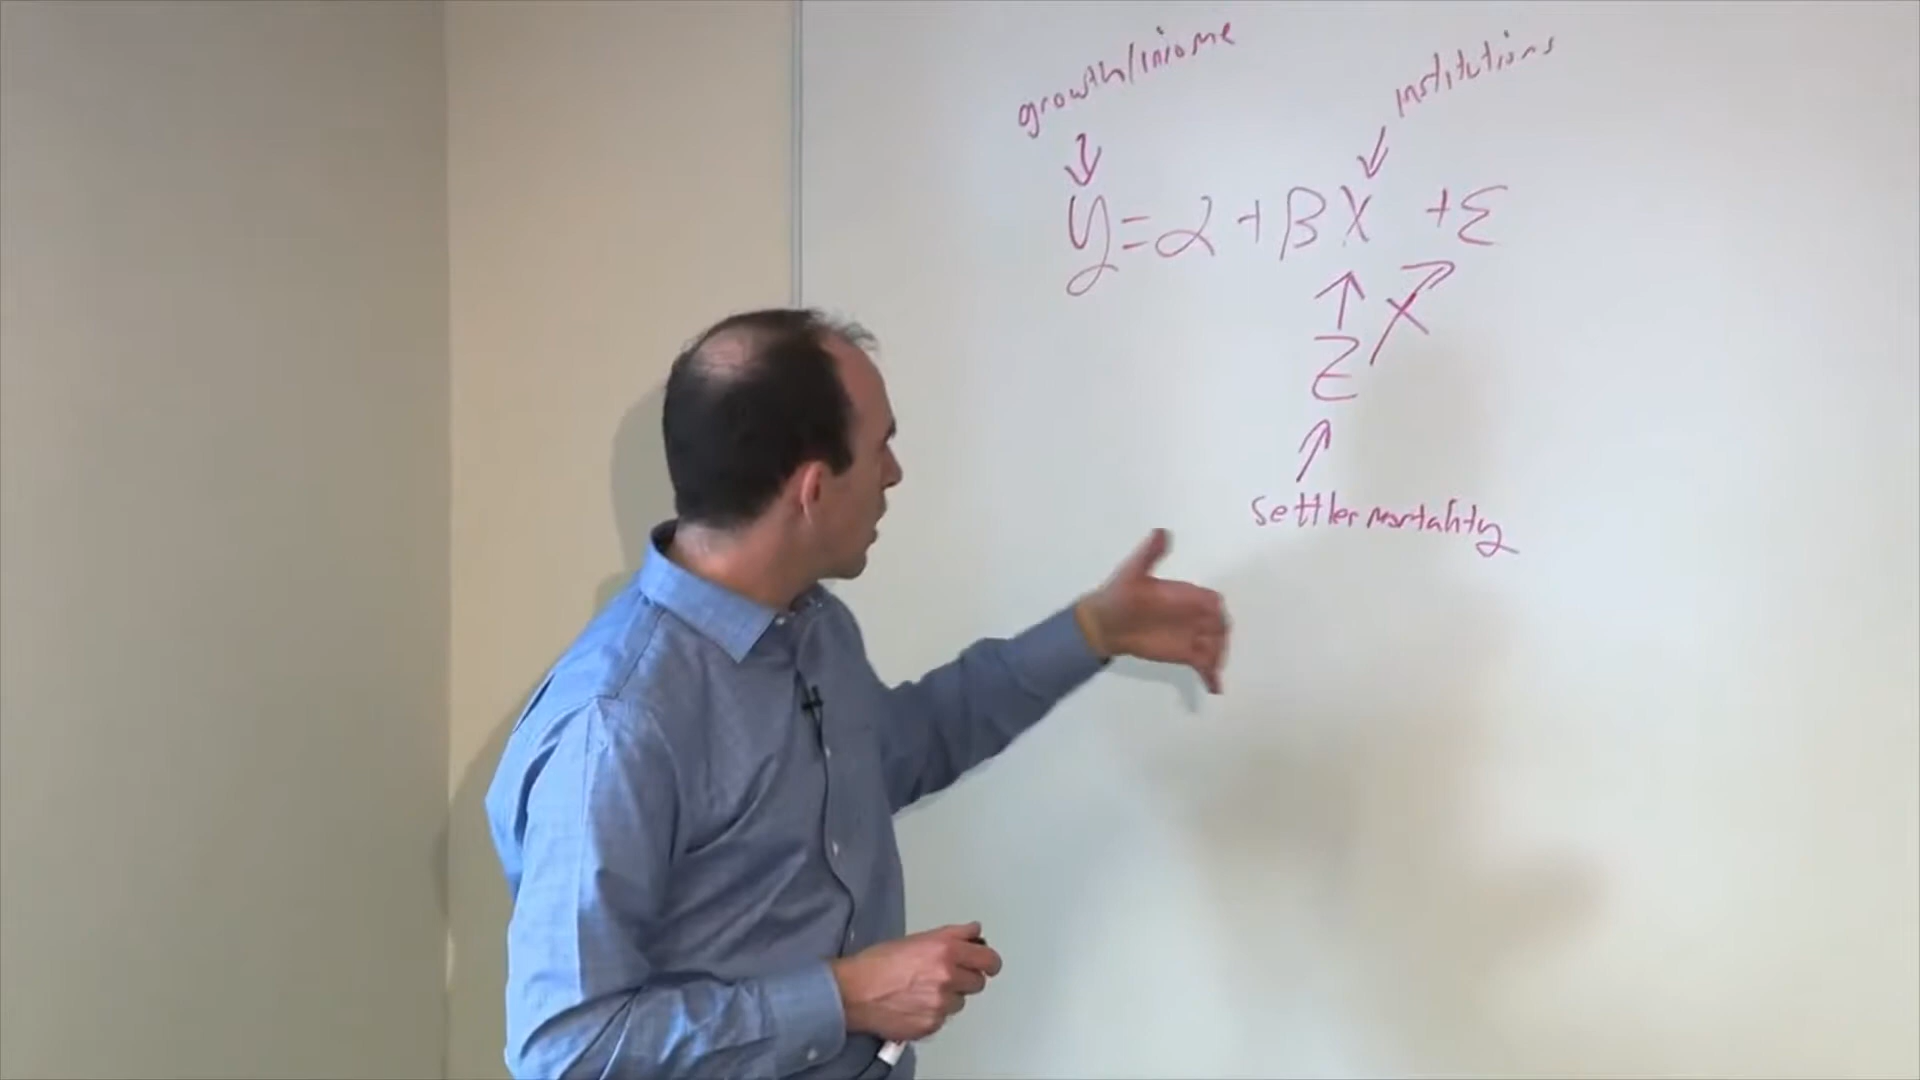 growth/income
institutions
y = α + βX + ε
Z
settler mortality